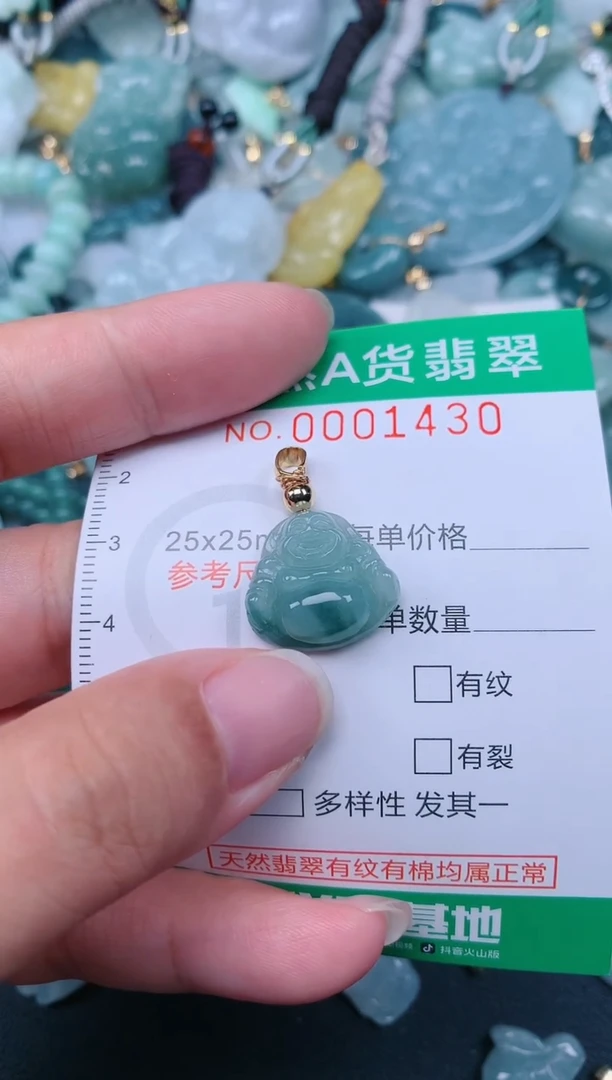 A货翡翠
NO.0001430
2
25x25
每单价格
3
参考尺
单数量
4
有纹
有裂
多样性 发其一
天然翡翠有纹有棉均属正常
基地
抖音火山版